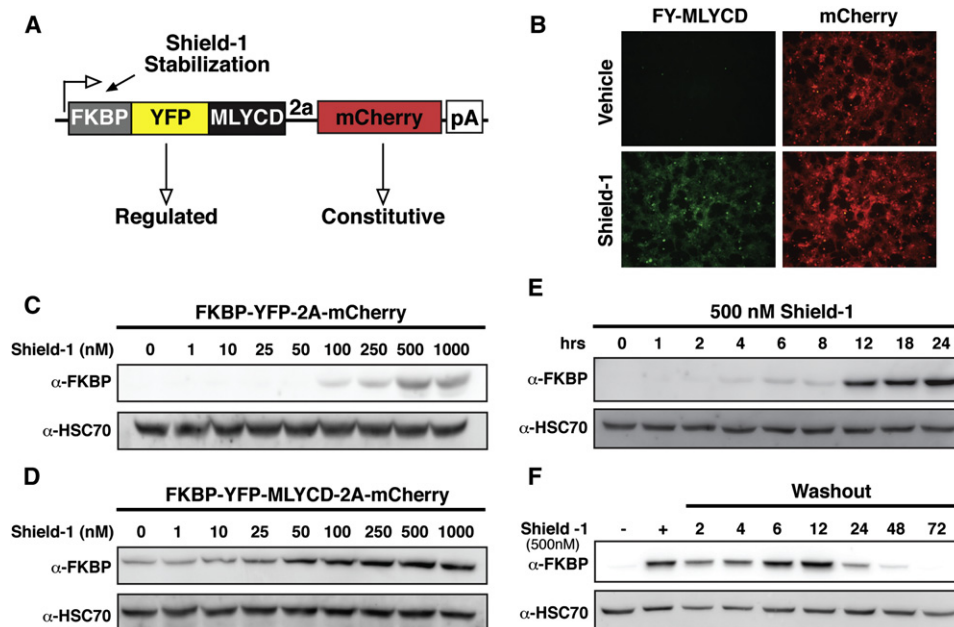 A
Shield-1
Stabilization
FKBP YFP MLYCD 2a mCherry pA
Regulated Constitutive
B
FY-MLYCD mCherry
Vehicle
Shield-1
C
FKBP-YFP-2A-mCherry
Shield-1 (nM) 0 1 10 25 50 100 250 500 1000
α-FKBP
α-HSC70
D
FKBP-YFP-MLYCD-2A-mCherry
Shield-1 (nM) 0 1 10 25 50 100 250 500 1000
α-FKBP
α-HSC70
E
500 nM Shield-1
hrs 0 1 2 4 6 8 12 18 24
α-FKBP
α-HSC70
F
Washout
Shield -1 - + 2 4 6 12 24 48 72
(500nM)
α-FKBP
α-HSC70